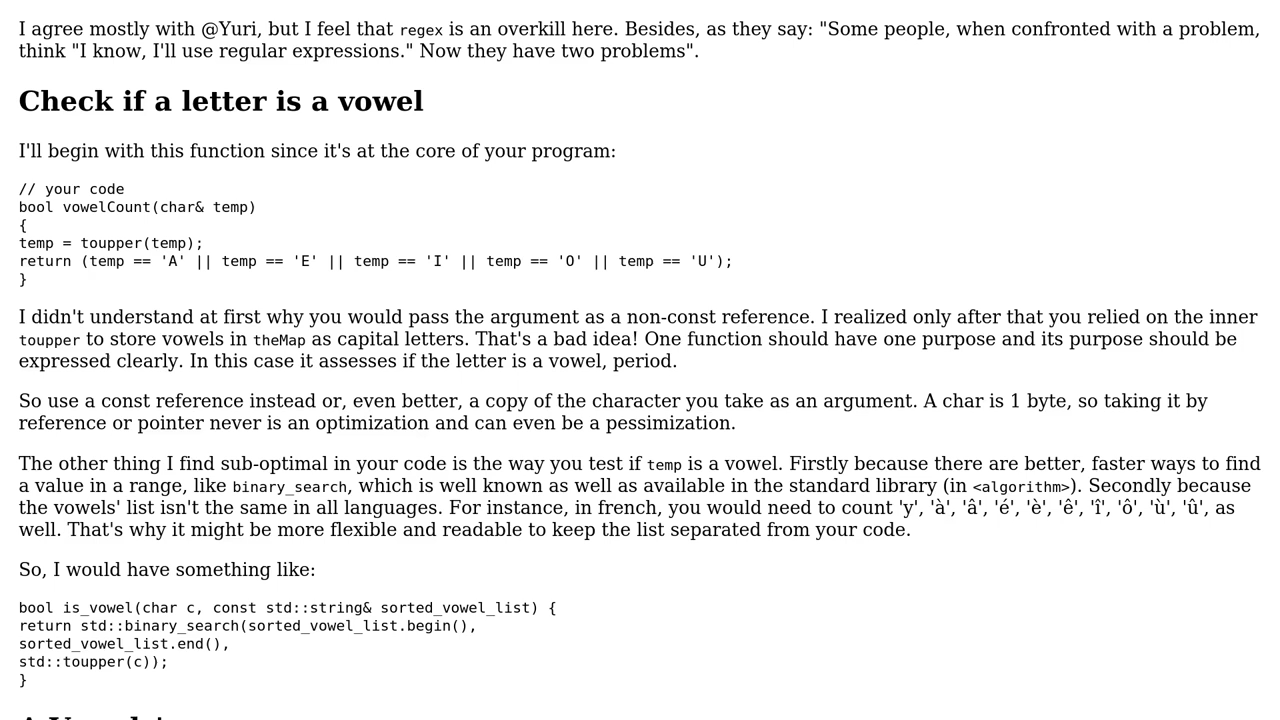 I agree mostly with @Yuri, but I feel that regex is an overkill here. Besides, as they say: "Some people, when confronted with a problem,
think "I know, I'll use regular expressions." Now they have two problems".
Check if a letter is a vowel
I'll begin with this function since it's at the core of your program:
// your code
bool vowelCount(char& temp)
{
temp = toupper(temp);
return (temp == 'A' || temp == 'E' || temp == 'I' || temp == 'O' || temp == 'U');
}
I didn't understand at first why you would pass the argument as a non-const reference. I realized only after that you relied on the inner
toupper to store vowels in theMap as capital letters. That's a bad idea! One function should have one purpose and its purpose should be
expressed clearly. In this case it assesses if the letter is a vowel, period.
So use a const reference instead or, even better, a copy of the character you take as an argument. A char is 1 byte, so taking it by
reference or pointer never is an optimization and can even be a pessimization.
The other thing I find sub-optimal in your code is the way you test if temp is a vowel. Firstly because there are better, faster ways to find
a value in a range, like binary_search, which is well known as well as available in the standard library (in <algorithm>). Secondly because
the vowels' list isn't the same in all languages. For instance, in french, you would need to count 'y', 'à', 'â', 'é', 'è', 'ê', 'î', 'ô', 'ù', 'û', as
well. That's why it might be more flexible and readable to keep the list separated from your code.
So, I would have something like:
bool is_vowel(char c, const std::string& sorted_vowel_list) {
return std::binary_search(sorted_vowel_list.begin(),
sorted_vowel_list.end(),
std::toupper(c));
}